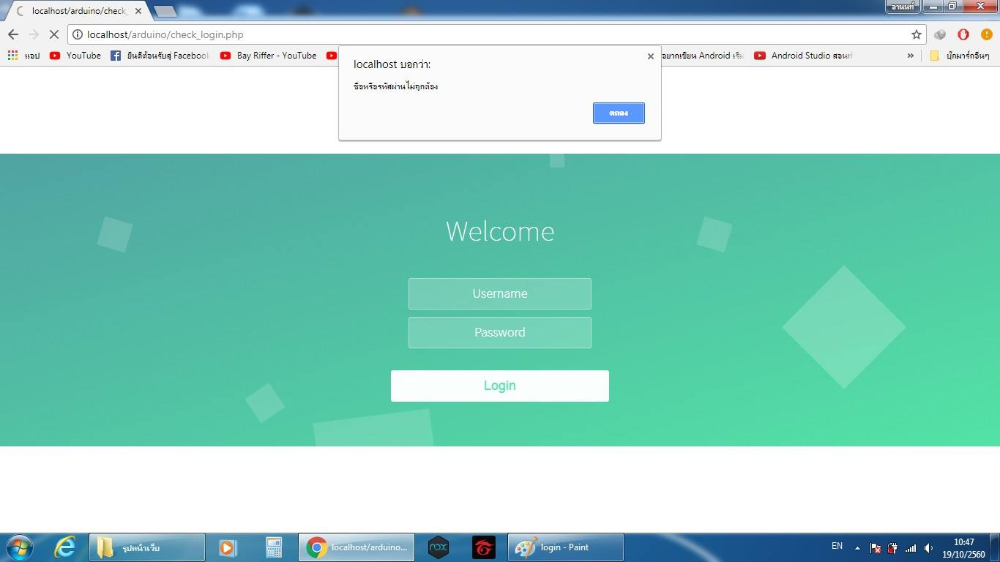 localhost/arduino/check_
อานนท์
localhost/arduino/check_login.php
แอป
YouTube
ยินดีต้อนรับสู่ Facebook
Bay Riffer - YouTube
อยากเขียน Android เริ่ม
Android Studio สอนท
»
บุ๊กมาร์กอื่นๆ
localhost บอกว่า:
ชื่อหรือรหัสผ่านไม่ถูกต้อง
ตกลง
Welcome
Username
Password
Login
รูปหน้าเว็บ
localhost/arduino...
nox
login - Paint
EN
10:47
19/10/2560